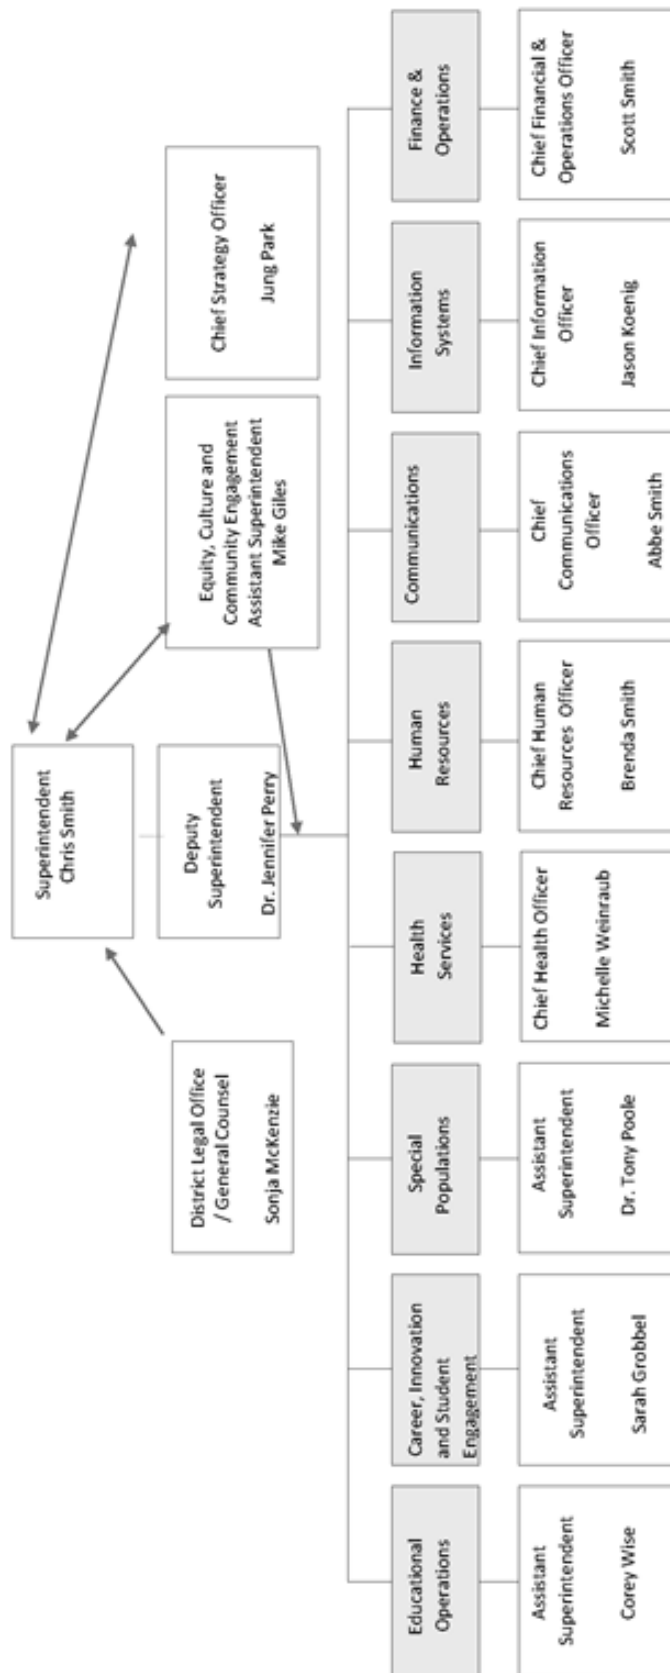 Superintendent
Chris Smith
District Legal Office
/ General Counsel
Sonja McKenzie
Deputy
Superintendent
Dr. Jennifer Perry
Equity, Culture and
Community Engagement
Assistant Superintendent
Mike Giles
Chief Strategy Officer
Jung Park
Educational
Operations
Career, Innovation
and Student
Engagement
Special
Populations
Health
Services
Human
Resources
Communications
Information
Systems
Finance &
Operations
Assistant
Superintendent
Corey Wise
Assistant
Superintendent
Sarah Grobbel
Assistant
Superintendent
Dr. Tony Poole
Chief Health Officer
Michelle Weinraub
Chief Human
Resources Officer
Brenda Smith
Chief
Communications
Officer
Abbe Smith
Chief Information
Officer
Jason Koenig
Chief Financial &
Operations Officer
Scott Smith